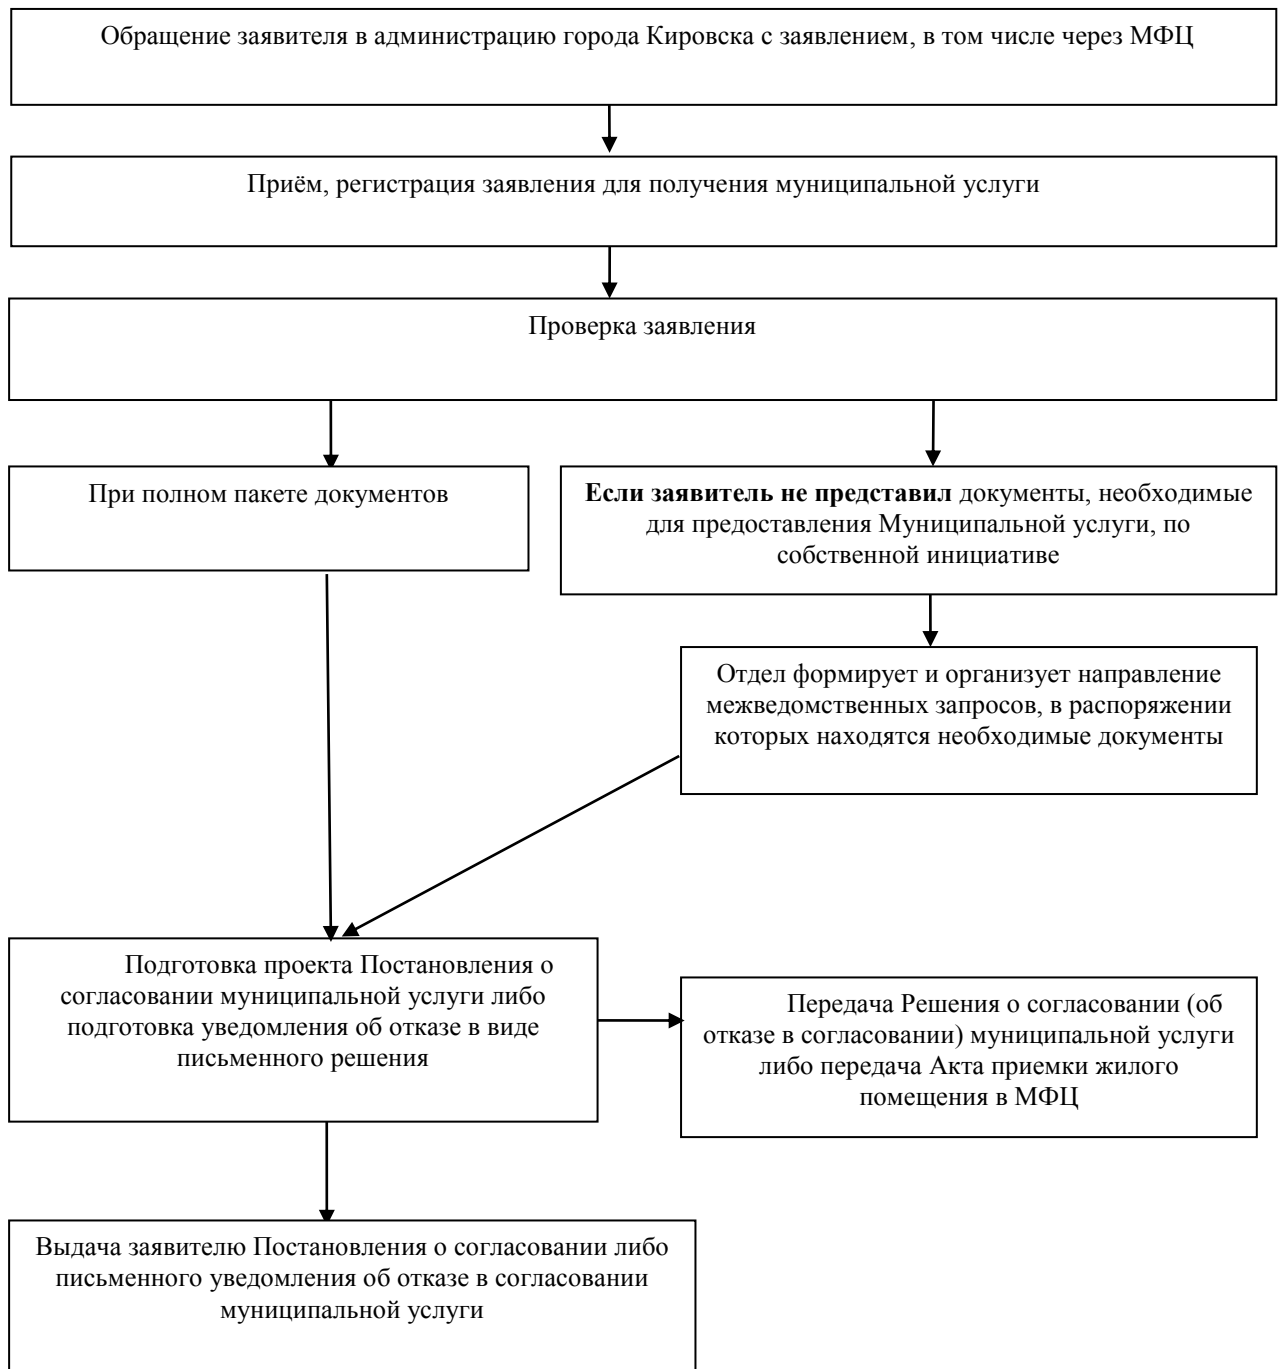 Обращение заявителя в администрацию города Кировска с заявлением, в том числе через МФЦ
Приём, регистрация заявления для получения муниципальной услуги
Проверка заявления
При полном пакете документов
Если заявитель не представил документы, необходимые
для предоставления Муниципальной услуги, по
собственной инициативе
Отдел формирует и организует направление
межведомственных запросов, в распоряжении
которых находятся необходимые документы
Подготовка проекта Постановления о
согласовании муниципальной услуги либо
подготовка уведомления об отказе в виде
письменного решения
Передача Решения о согласовании (об
отказе в согласовании) муниципальной услуги
либо передача Акта приемки жилого
помещения в МФЦ
Выдача заявителю Постановления о согласовании либо
письменного уведомления об отказе в согласовании
муниципальной услуги